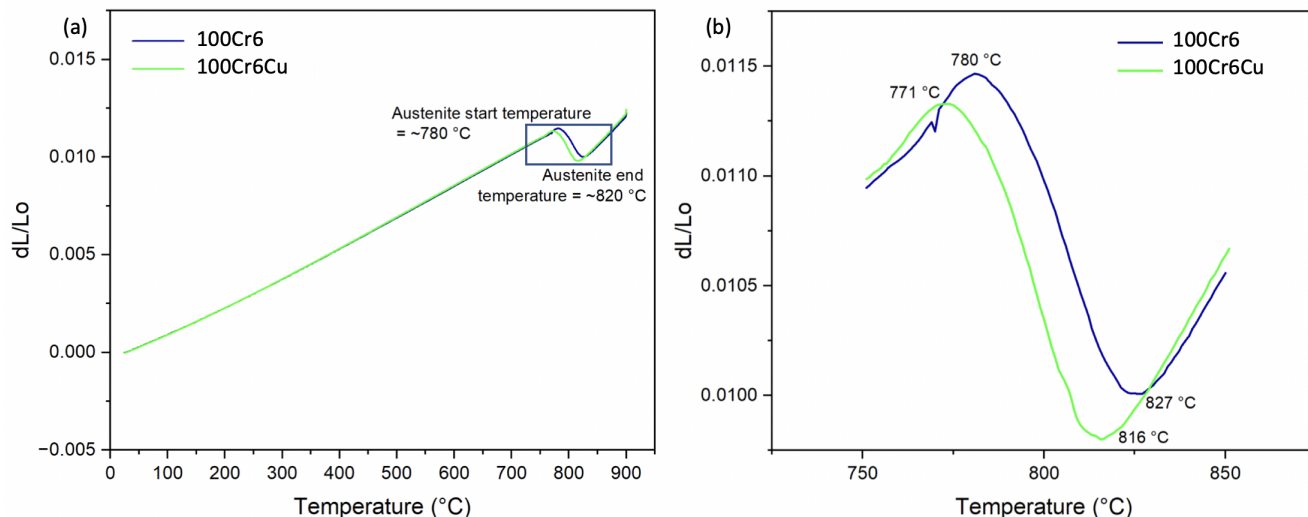 (a)
100Cr6
100Cr6Cu
0.015
0.010
0.005
0.000
−0.005
dL/Lo
Austenite start temperature
= ~780 °C
Austenite end
temperature = ~820 °C
0 100 200 300 400 500 600 700 800 900
Temperature (°C)
(b)
100Cr6
100Cr6Cu
0.0115
0.0110
0.0105
0.0100
dL/Lo
780 °C
771 °C
827 °C
816 °C
750 800 850
Temperature (°C)